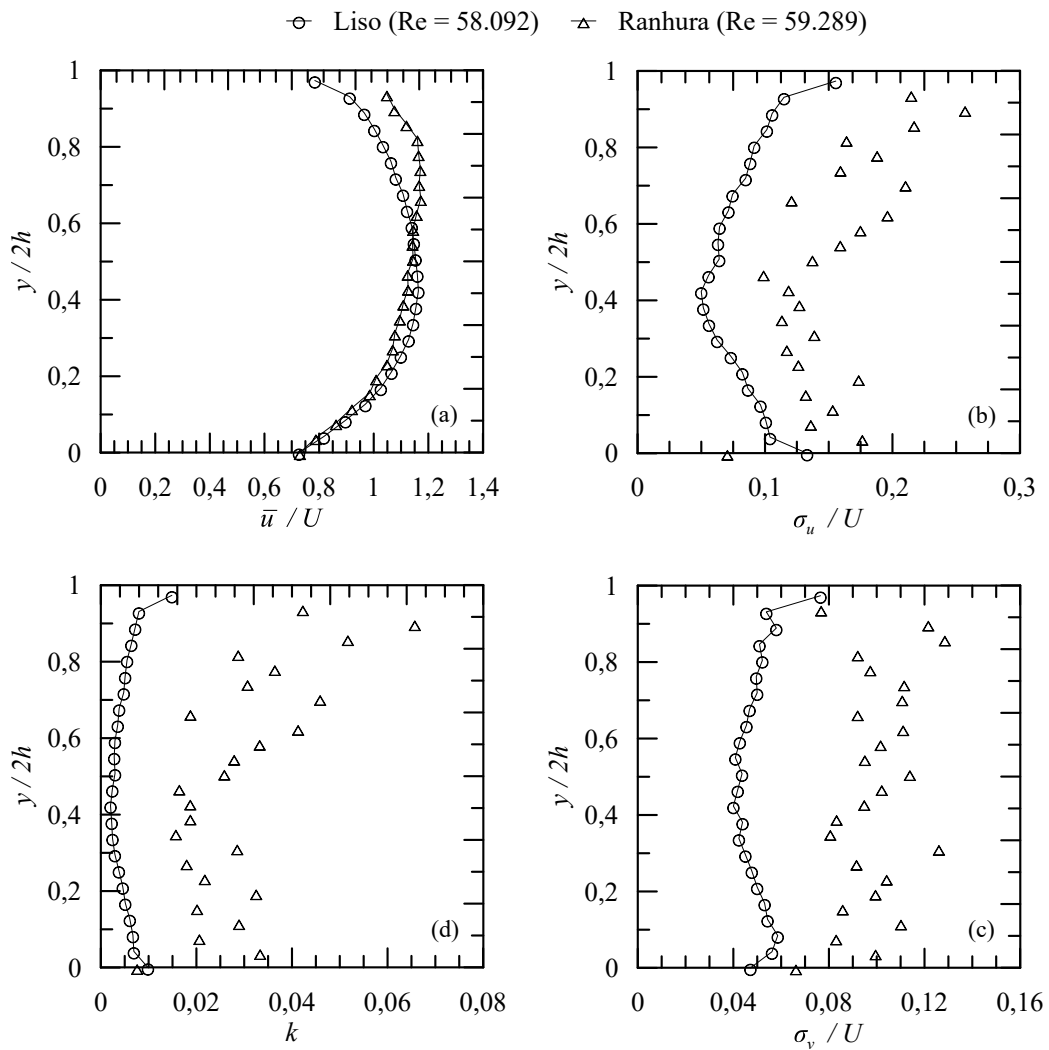 Liso (Re = 58.092) Ranhura (Re = 59.289)
1
0,8
0,6
0,4
0,2
0
y / 2h
(a)
0 0,2 0,4 0,6 0,8 1 1,2 1,4
u̅ / U
1
0,8
0,6
0,4
0,2
0
y / 2h
(b)
0 0,1 0,2 0,3
σu / U
1
0,8
0,6
0,4
0,2
0
y / 2h
(d)
0 0,02 0,04 0,06 0,08
k
1
0,8
0,6
0,4
0,2
0
y / 2h
(c)
0 0,04 0,08 0,12 0,16
σv / U